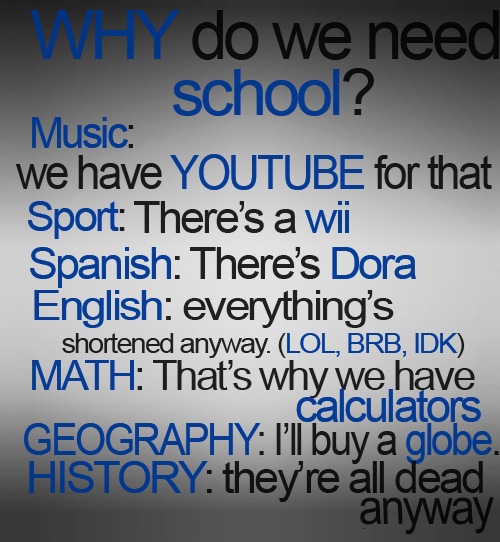 WHY do we need
school?
Music:
we have YOUTUBE for that
Sport: There's a wii
Spanish: There's Dora
English: everything's
shortened anyway. (LOL, BRB, IDK)
MATH: That's why we have
calculators
GEOGRAPHY: I'll buy a globe.
HISTORY: they're all dead
anyway